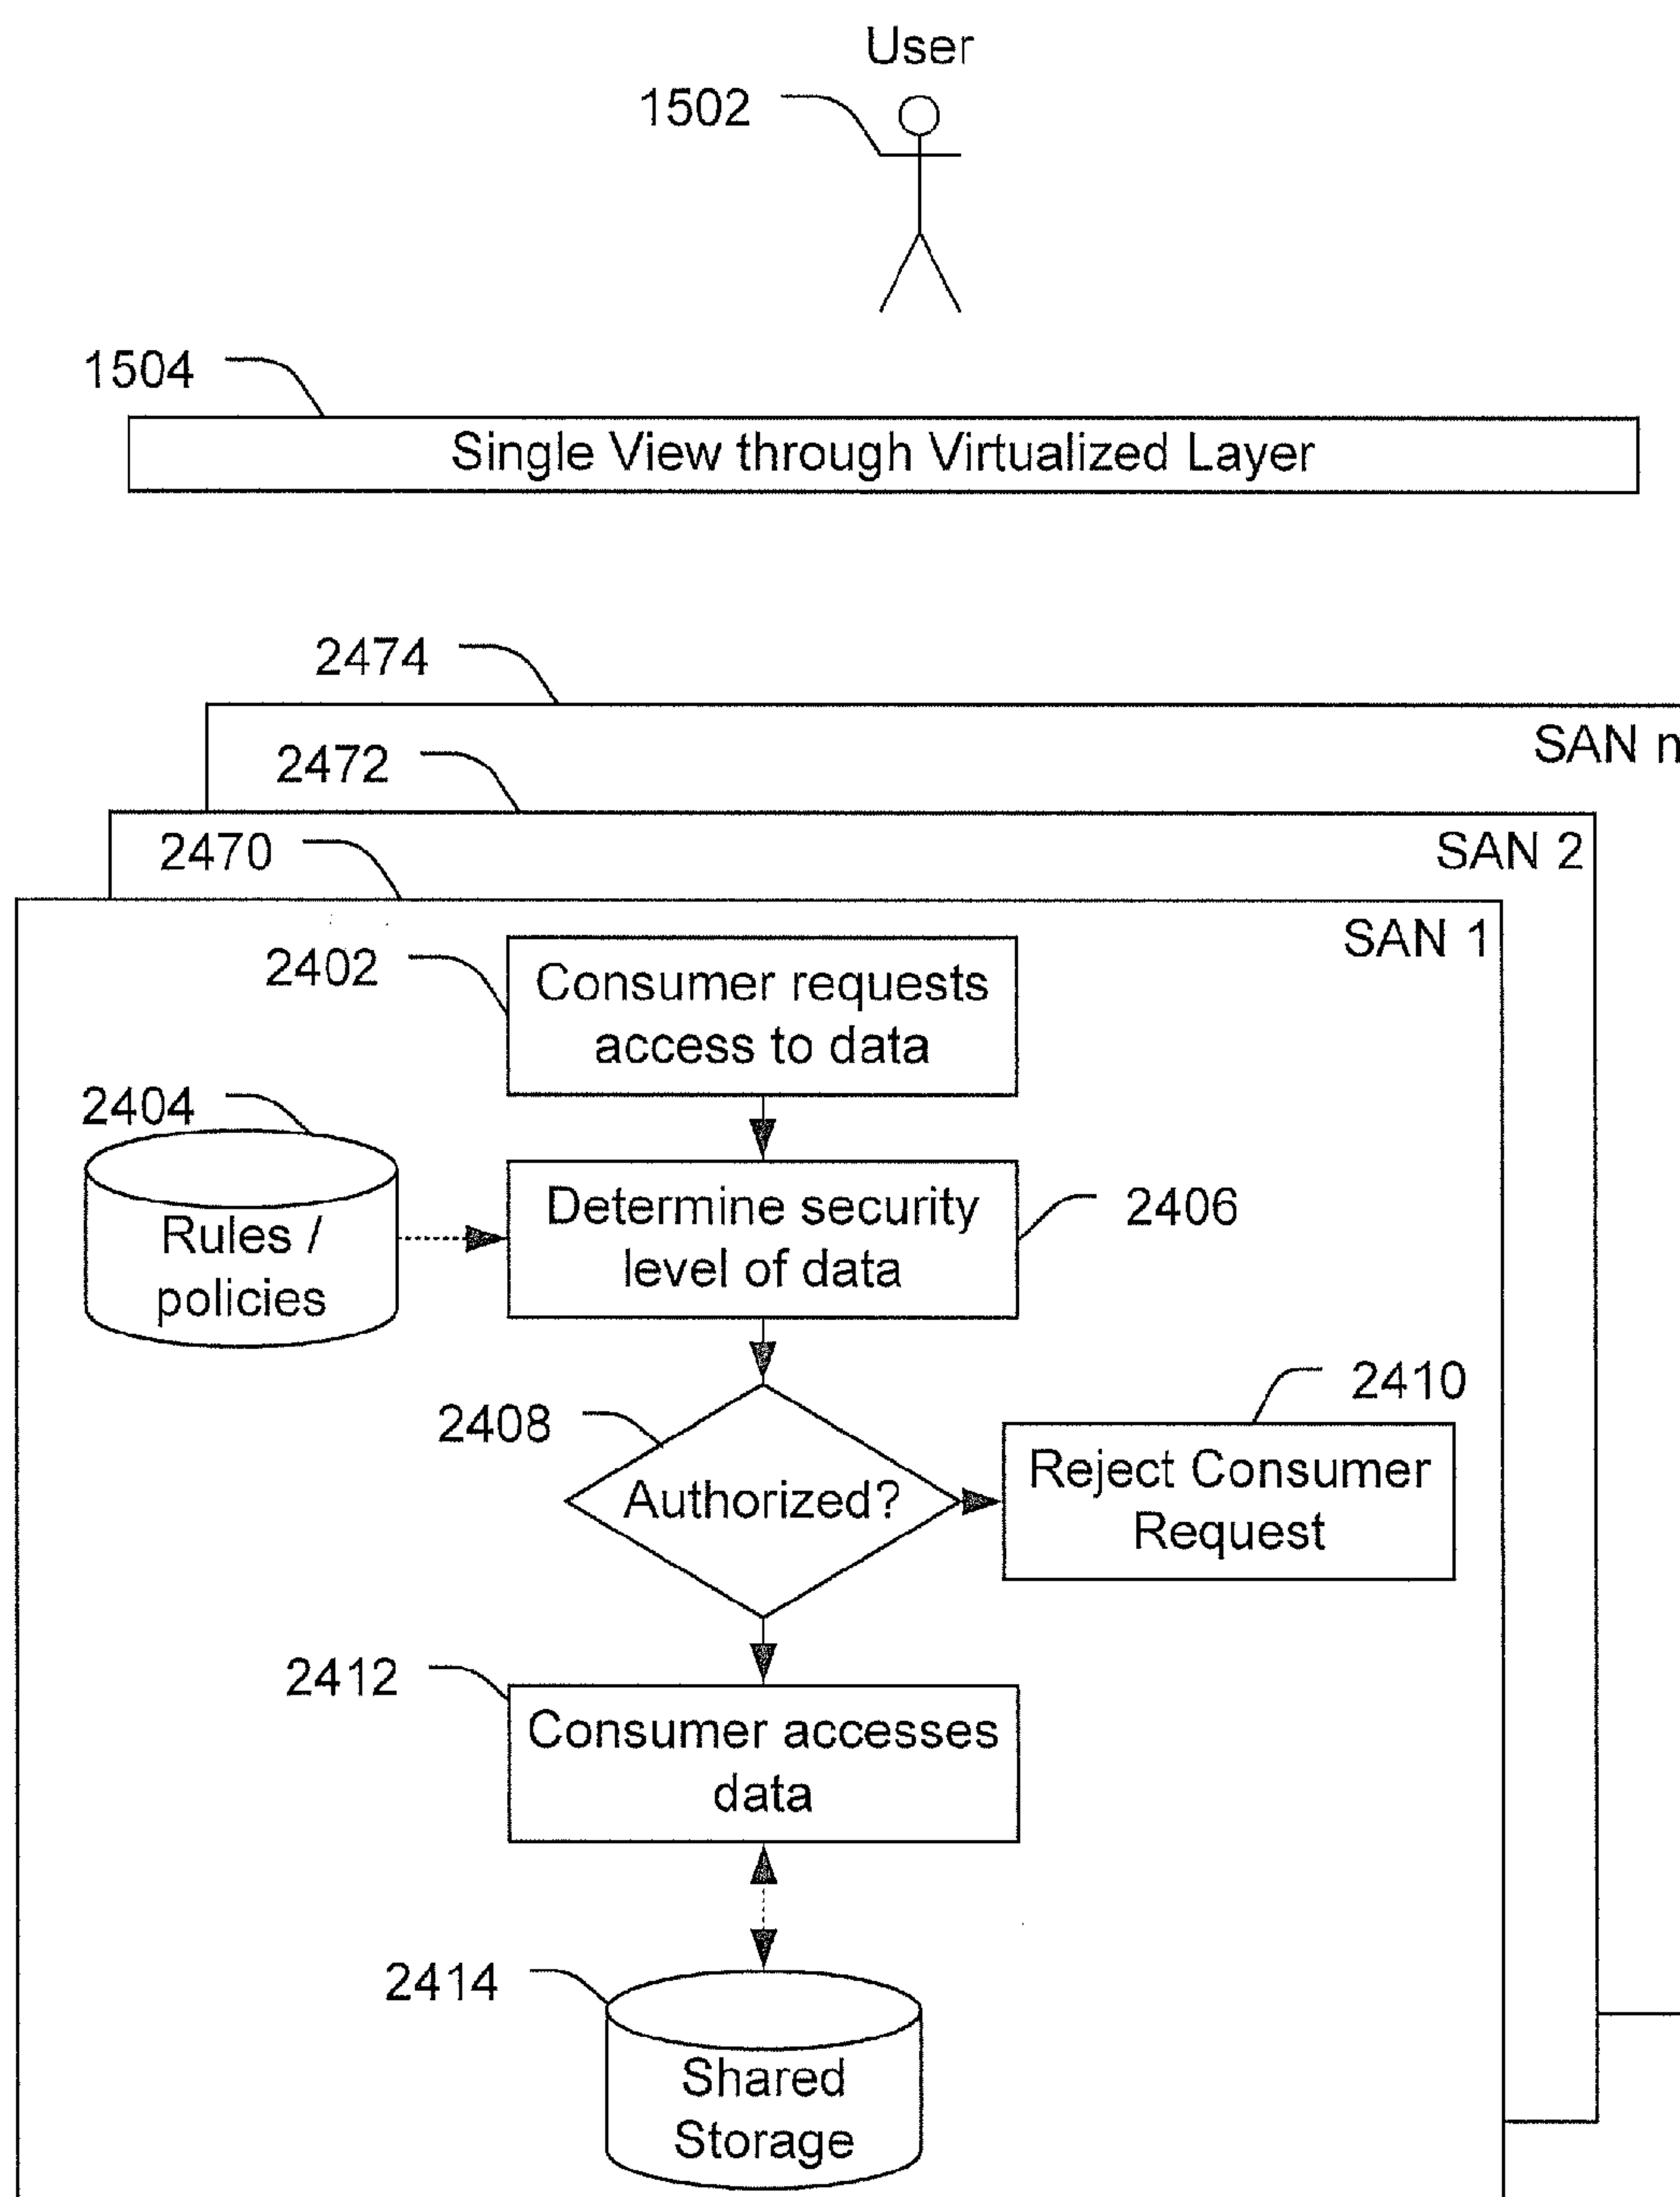 User
1502
1504
Single View through Virtualized Layer
2474
SAN n
2472
SAN 2
2470
SAN 1
2402
Consumer requests
access to data
2404
Rules /
policies
Determine security
level of data
2406
2408
Authorized?
2410
Reject Consumer
Request
2412
Consumer accesses
data
2414
Shared
Storage